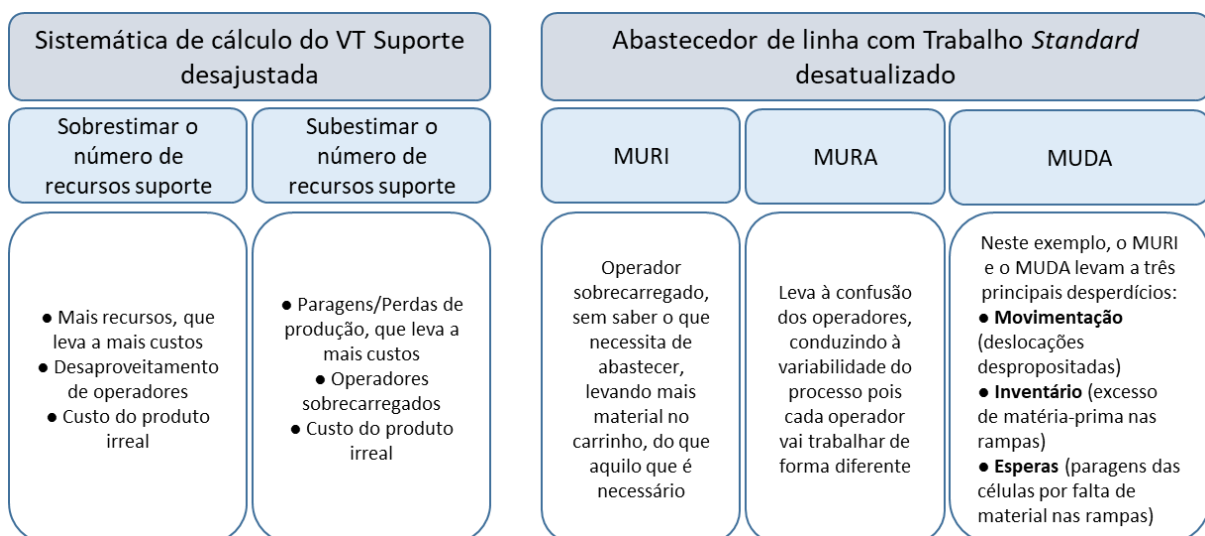 Sistemática de cálculo do VT Suporte
desajustada
Sobrestimar o
número de
recursos suporte
● Mais recursos, que
leva a mais custos
● Desaproveitamento
de operadores
● Custo do produto
irreal
Subestimar o
número de
recursos suporte
● Paragens/Perdas de
produção, que leva a
mais custos
● Operadores
sobrecarregados
● Custo do produto
irreal
Abastecedor de linha com Trabalho Standard
desatualizado
MURI
Operador
sobrecarregado,
sem saber o que
necessita de
abastecer,
levando mais
material no
carrinho, do que
aquilo que é
necessário
MURA
Leva à confusão
dos operadores,
conduzindo à
variabilidade do
processo pois
cada operador
vai trabalhar de
forma diferente
MUDA
Neste exemplo, o MURI
e o MUDA levam a três
principais desperdícios:
● Movimentação
(deslocações
despropositadas)
● Inventário (excesso
de matéria-prima nas
rampas)
● Esperas (paragens das
células por falta de
material nas rampas)